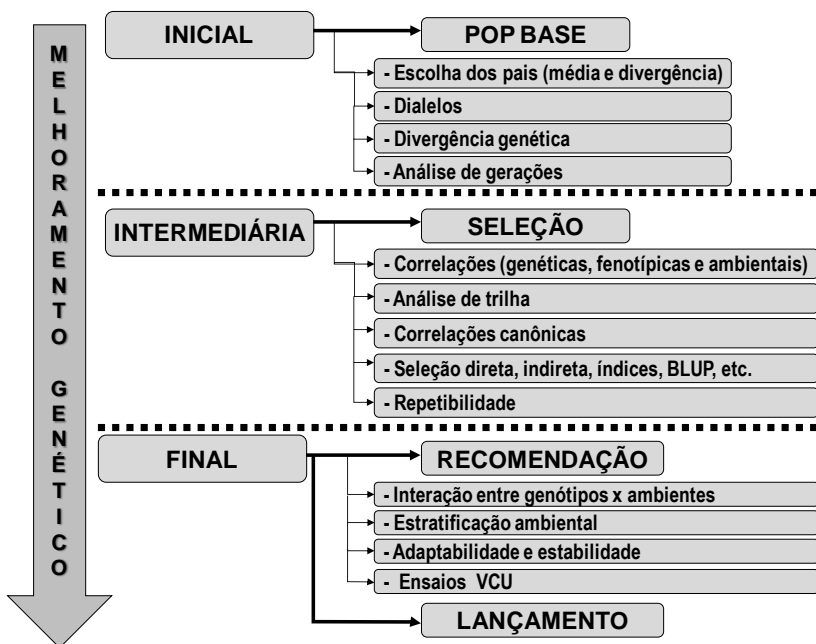 MELHORAMENTO GENÉTICO
INICIAL
POP BASE
- Escolha dos pais (média e divergência)
- Dialelos
- Divergência genética
- Análise de gerações
INTERMEDIÁRIA
SELEÇÃO
- Correlações (genéticas, fenotípicas e ambientais)
- Análise de trilha
- Correlações canônicas
- Seleção direta, indireta, índices, BLUP, etc.
- Repetibilidade
FINAL
RECOMENDAÇÃO
- Interação entre genótipos x ambientes
- Estratificação ambiental
- Adaptabilidade e estabilidade
- Ensaios VCU
LANÇAMENTO